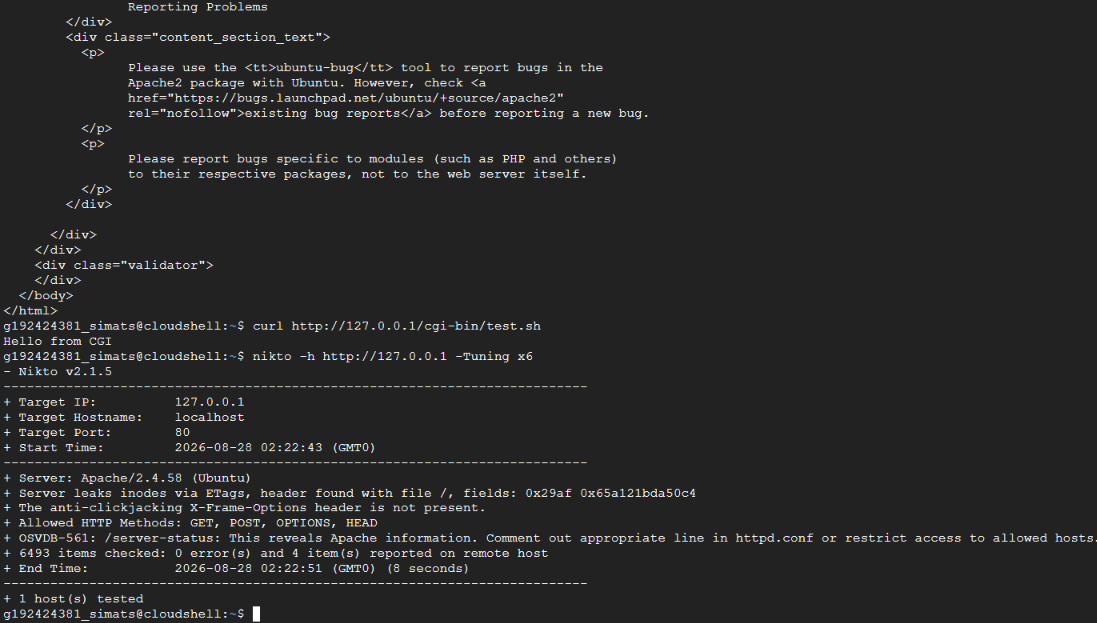 Reporting Problems
</div>
<div class="content_section_text">
<p>
Please use the <tt>ubuntu-bug</tt> tool to report bugs in the
Apache2 package with Ubuntu. However, check <a
href="https://bugs.launchpad.net/ubuntu/+source/apache2"
rel="nofollow">existing bug reports</a> before reporting a new bug.
</p>
<p>
Please report bugs specific to modules (such as PHP and others)
to their respective packages, not to the web server itself.
</p>
</div>
</div>
</div>
<div class="validator">
</div>
</body>
</html>
g192424381_simats@cloudshell:~$ curl http://127.0.0.1/cgi-bin/test.sh
Hello from CGI
g192424381_simats@cloudshell:~$ nikto -h http://127.0.0.1 -Tuning x6
- Nikto v2.1.5
---------------------------------------------------------------------------
+ Target IP:          127.0.0.1
+ Target Hostname:    localhost
+ Target Port:        80
+ Start Time:         2026-08-28 02:22:43 (GMT0)
---------------------------------------------------------------------------
+ Server: Apache/2.4.58 (Ubuntu)
+ Server leaks inodes via ETags, header found with file /, fields: 0x29af 0x65a121bda50c4
+ The anti-clickjacking X-Frame-Options header is not present.
+ Allowed HTTP Methods: GET, POST, OPTIONS, HEAD
+ OSVDB-561: /server-status: This reveals Apache information. Comment out appropriate line in httpd.conf or restrict access to allowed hosts.
+ 6493 items checked: 0 error(s) and 4 item(s) reported on remote host
+ End Time:           2026-08-28 02:22:51 (GMT0) (8 seconds)
---------------------------------------------------------------------------
+ 1 host(s) tested
g192424381_simats@cloudshell:~$